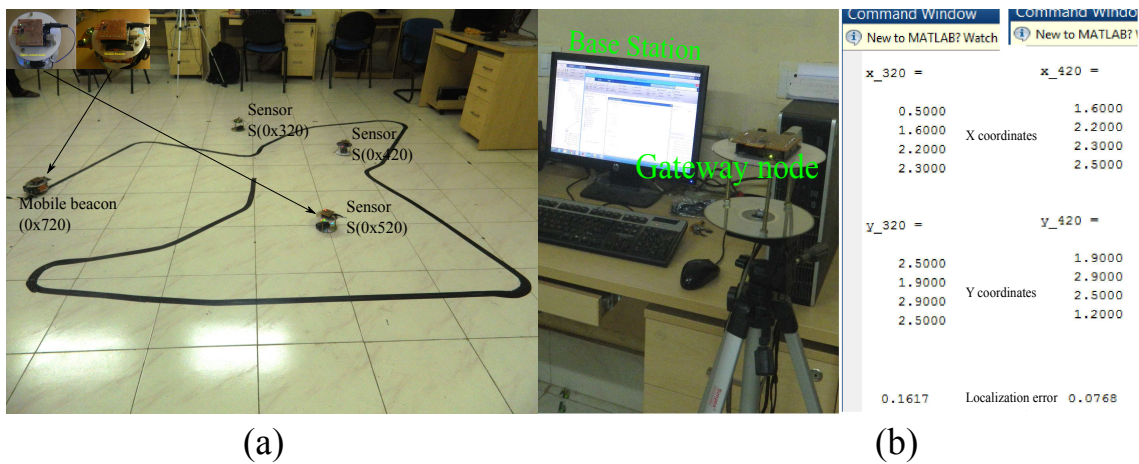 Sensor
S(0x320)
Sensor
S(0x420)
Mobile beacon
(0x720)
Sensor
S(0x520)
Base Station
Gateway node
Command Window
New to MATLAB? Watch
x_320 =
0.5000
1.6000
2.2000
2.3000
X coordinates
Command Windo
New to MATLAB?
x_420 =
1.6000
2.2000
2.3000
2.5000
y_320 =
2.5000
1.9000
2.9000
2.5000
Y coordinates
y_420 =
1.9000
2.9000
2.5000
1.2000
0.1617 Localization error 0.0768
(a)
(b)